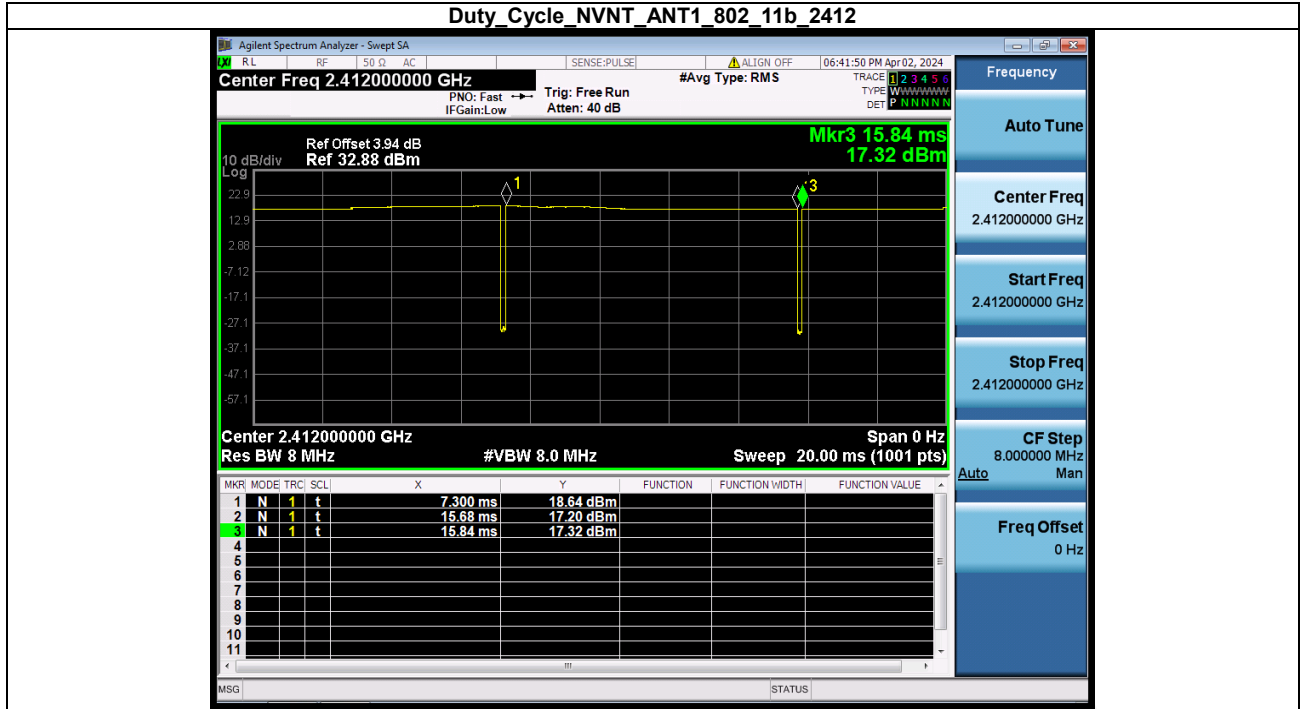 Duty_Cycle_NVNT_ANT1_802_11b_2412
Agilent Spectrum Analyzer - Swept SA
RL RF 50 Ω AC SENSE:PULSE ALIGN OFF 06:41:50 PM Apr 02, 2024
Center Freq 2.412000000 GHz #Avg Type: RMS TRACE 1 2 3 4 5 6
PNO: Fast Trig: Free Run TYPE WWWWWW
IFGain:Low Atten: 40 dB DET P N N N N N
Frequency
Auto Tune
Ref Offset 3.94 dB Mkr3 15.84 ms
10 dB/div Ref 32.88 dBm 17.32 dBm
Log
1
3
22.9
12.9
2.88
-7.12
-17.1
-27.1
-37.1
-47.1
-57.1
Center 2.412000000 GHz Span 0 Hz
Res BW 8 MHz #VBW 8.0 MHz Sweep 20.00 ms (1001 pts)
Center Freq
2.412000000 GHz
Start Freq
2.412000000 GHz
Stop Freq
2.412000000 GHz
CF Step
8.000000 MHz
Auto Man
Freq Offset
0 Hz
MKR MODE TRC SCL X Y FUNCTION FUNCTION WIDTH FUNCTION VALUE
1 N 1 t 7.300 ms 18.64 dBm
2 N 1 t 15.68 ms 17.20 dBm
3 N 1 t 15.84 ms 17.32 dBm
4
5
6
7
8
9
10
11
MSG STATUS